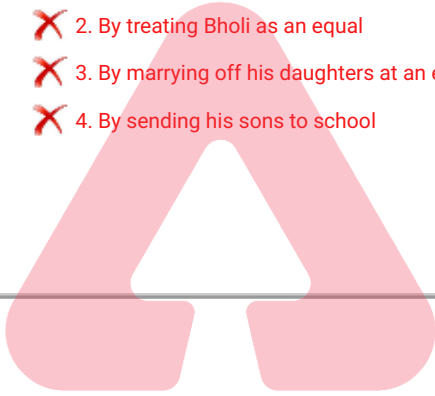 2. By treating Bholi as an equal
3. By marrying off his daughters at an
4. By sending his sons to school